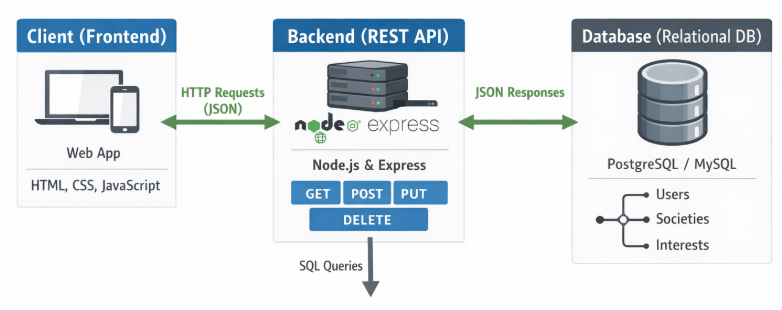 Client (Frontend)
Web App
HTML, CSS, JavaScript
HTTP Requests
(JSON)
Backend (REST API)
node express
Node.js & Express
GET POST PUT
DELETE
SQL Queries
JSON Responses
Database (Relational DB)
PostgreSQL / MySQL
Users
Societies
Interests